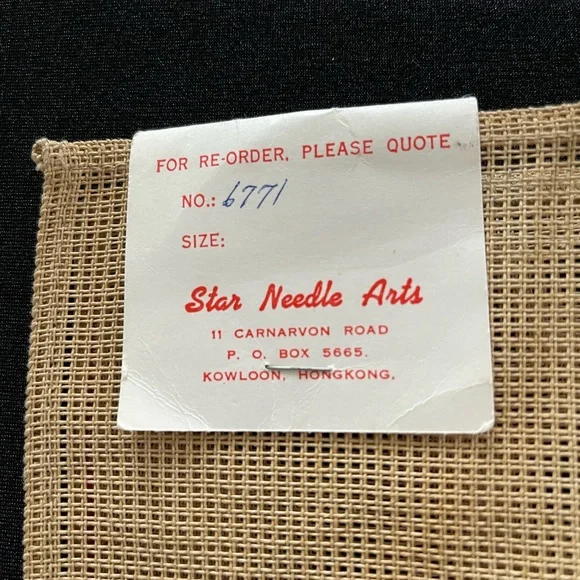 FOR RE-ORDER, PLEASE QUOTE
NO.: 6771
SIZE:
Star Needle Arts
11 CARNARVON ROAD
P. O. BOX 5665.
KOWLOON, HONGKONG.